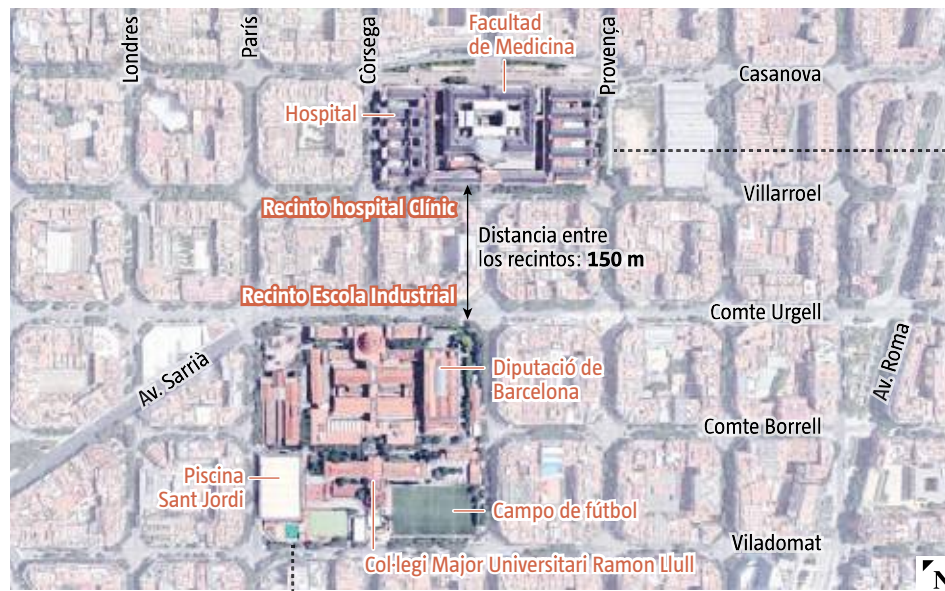 Londres
París
Còrsega
Facultad
de Medicina
Provença
Casanova
Hospital
Villarroel
Recinto hospital Clínic
Distancia entre
los recintos: 150 m
Recinto Escola Industrial
Comte Urgell
Av. Sarrià
Av. Roma
Diputació de
Barcelona
Comte Borrell
Piscina
Sant Jordi
Campo de fútbol
Viladomat
Col·legi Major Universitari Ramon Llull
N